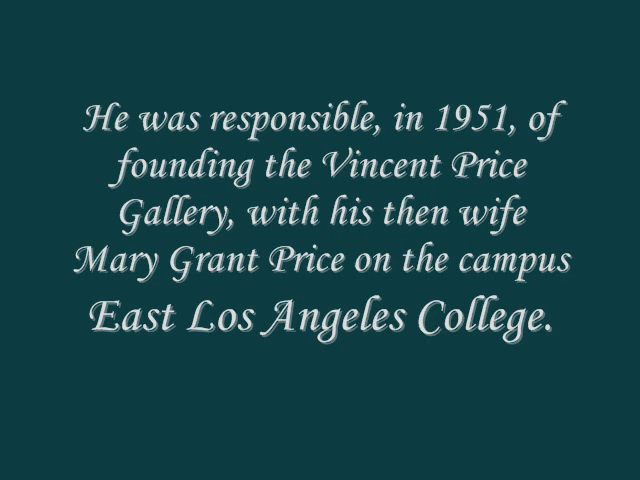 He was responsible, in 1951, of
founding the Vincent Price
Gallery, with his then wife
Mary Grant Price on the campus
East Los Angeles College.